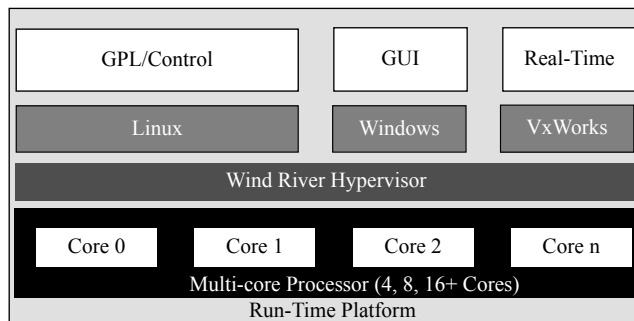 GPL/Control GUI Real-Time
Linux Windows VxWorks
Wind River Hypervisor
Core 0 Core 1 Core 2 Core n
Multi-core Processor (4, 8, 16+ Cores)
Run-Time Platform